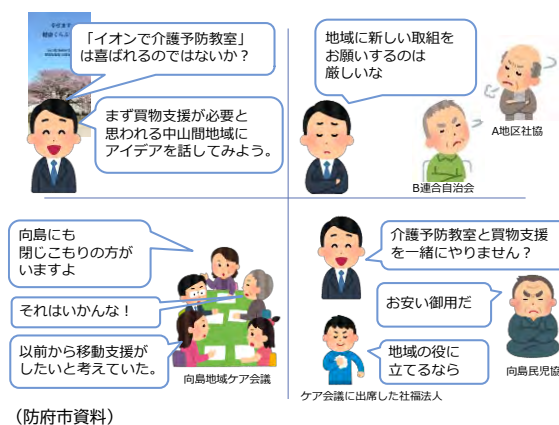 「イオンで介護予防教室」
は喜ばれるのではないか？
まず買物支援が必要と
思われる中山間地域に
アイデアを話してみよう。
地域に新しい取組を
お願いするのは
厳しいな
A地区社協
B連合自治会
向島にも
閉じこもりの方が
いますよ
それはいかんな！
以前から移動支援が
したいと考えていた。
向島地域ケア会議
介護予防教室と買物支援
を一緒にやりません？
お安い御用だ
向島民児協
地域の役に
立てるなら
ケア会議に出席した社福法人
（防府市資料）